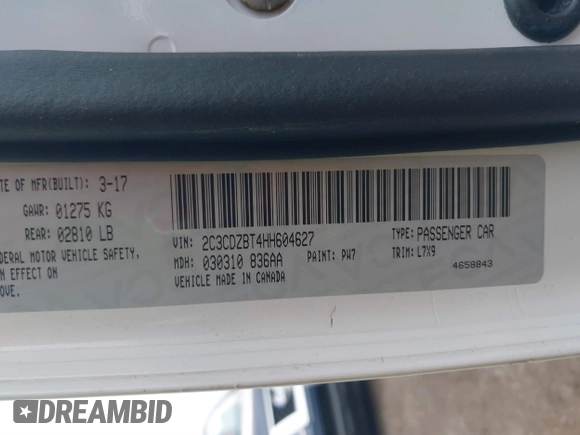 TE OF MFR(BUILT): 3-17
GAWR: 01275 KG
REAR: 02810 LB
DERAL MOTOR VEHICLE SAFETY,
N EFFECT ON
OVE.
VIN: 2C3CDZBT4HH604627
TYPE: PASSENGER CAR
MDH: 030310 836AA
PAINT: PW7
TRIM: L7X9
VEHICLE MADE IN CANADA
4658843
DREAMBID